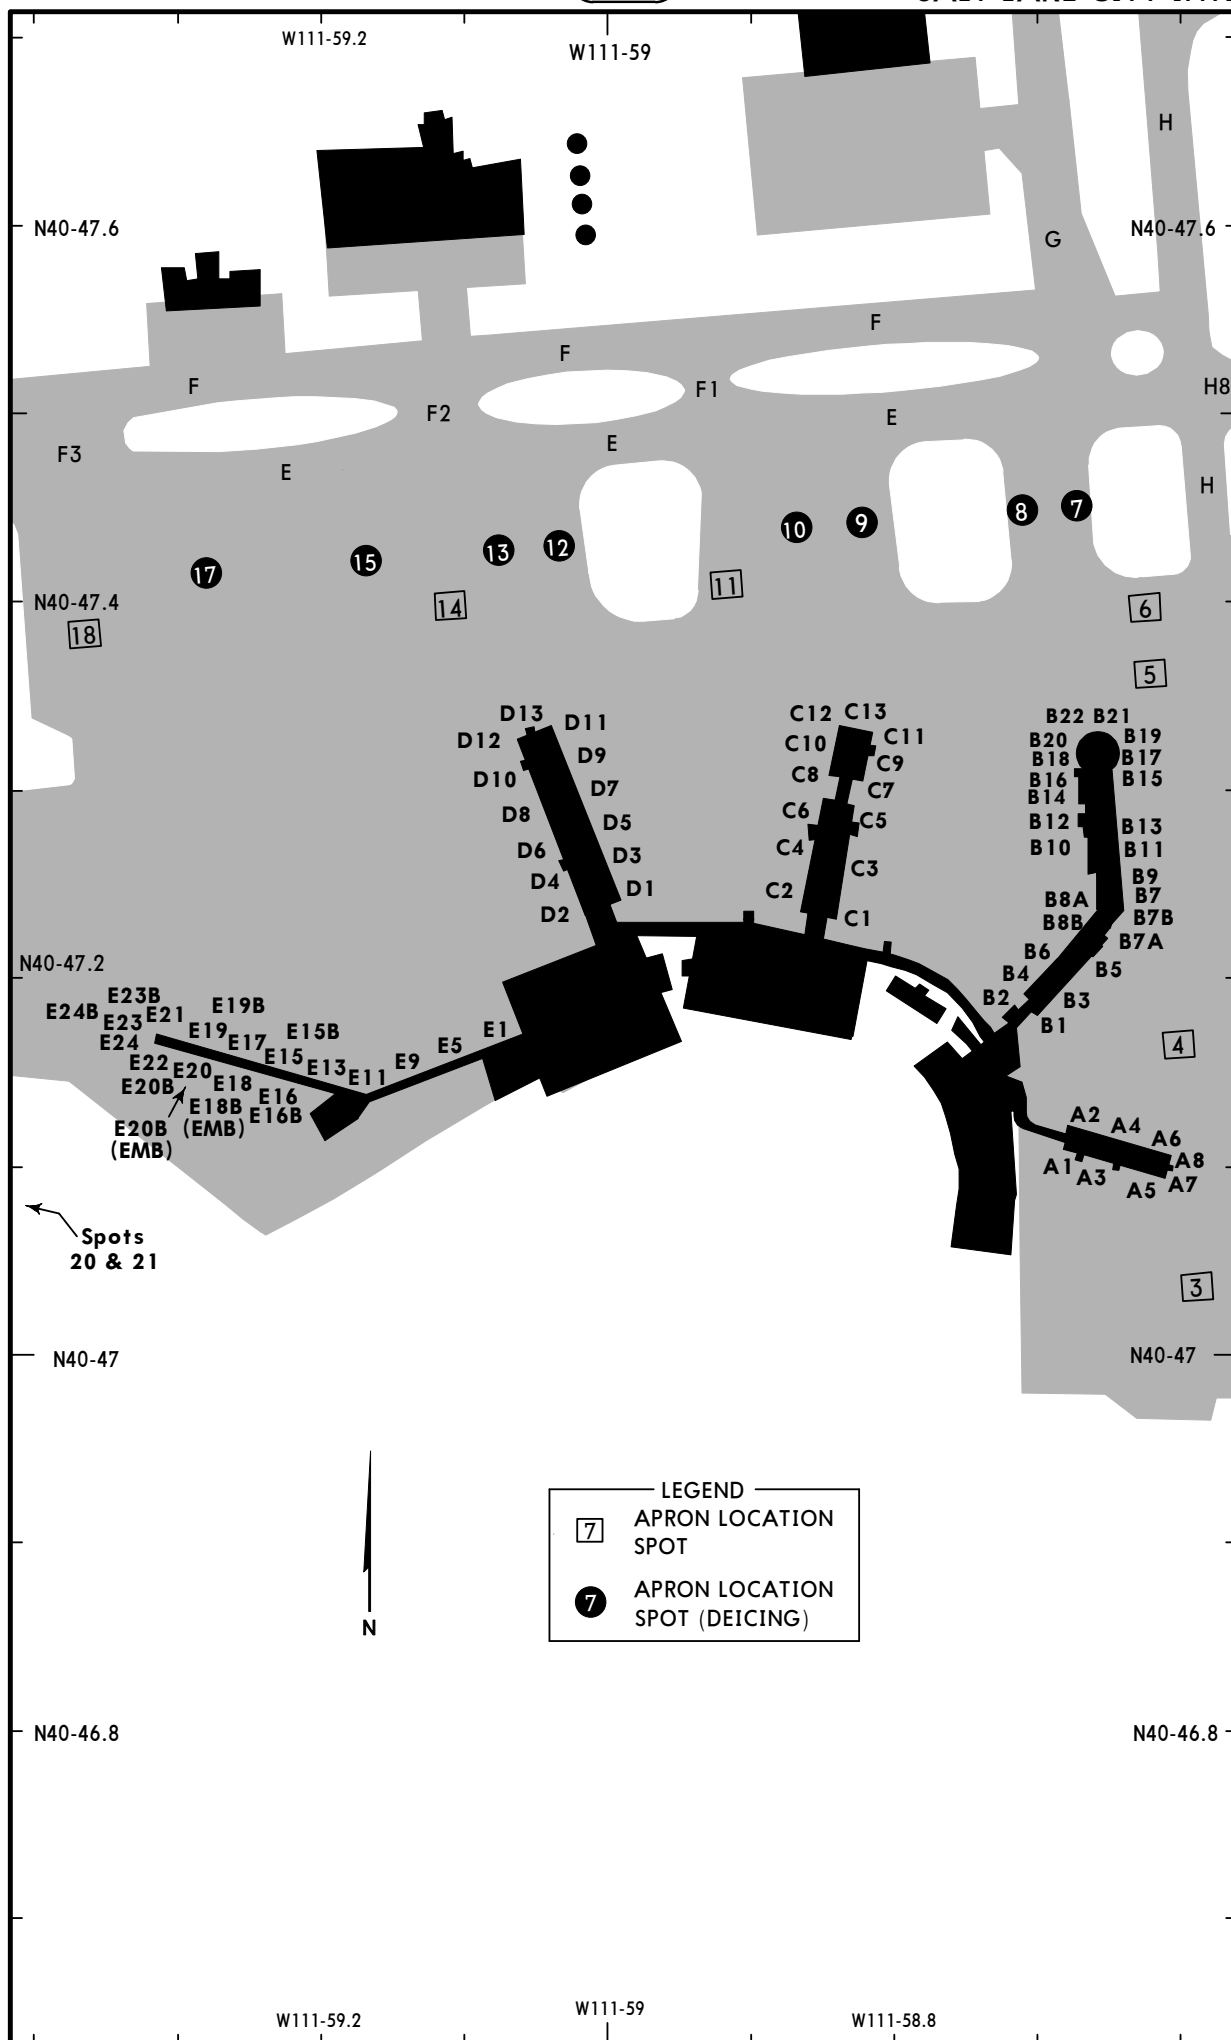 W111-59.2
W111-59
H
N40-47.6
G
N40-47.6
F
F
F
F1
H8
F2
E
E
F3
E
H
7
8
9
10
12
13
15
17
11
14
N40-47.4
6
18
5
D13
D11
C12
C13
B22
B21
D12
C10
C11
B20
B19
D9
B18
B17
D10
C8
C9
B16
B15
D7
C7
B14
D8
D5
C6
C5
B12
B13
D6
D3
C4
B10
B11
D4
D1
C2
C3
B9
B8A
B7
D2
C1
B8B
B7B
B7A
B6
N40-47.2
B4
B5
E23B
E19B
B2
B3
E24B
E23
E21
E19
E15B
E1
B1
E24
E17
E5
4
E22
E20
E15
E13
E9
E20B
E18
E16
E11
E18B
E16B
(EMB)
E20B
(EMB)
A2
A4
A6
A1
A3
A8
A5
A7
Spots
20 & 21
3
N40-47
N40-47
LEGEND
7
APRON LOCATION
SPOT
7
APRON LOCATION
SPOT (DEICING)
N
N40-46.8
N40-46.8
W111-59.2
W111-59
W111-58.8